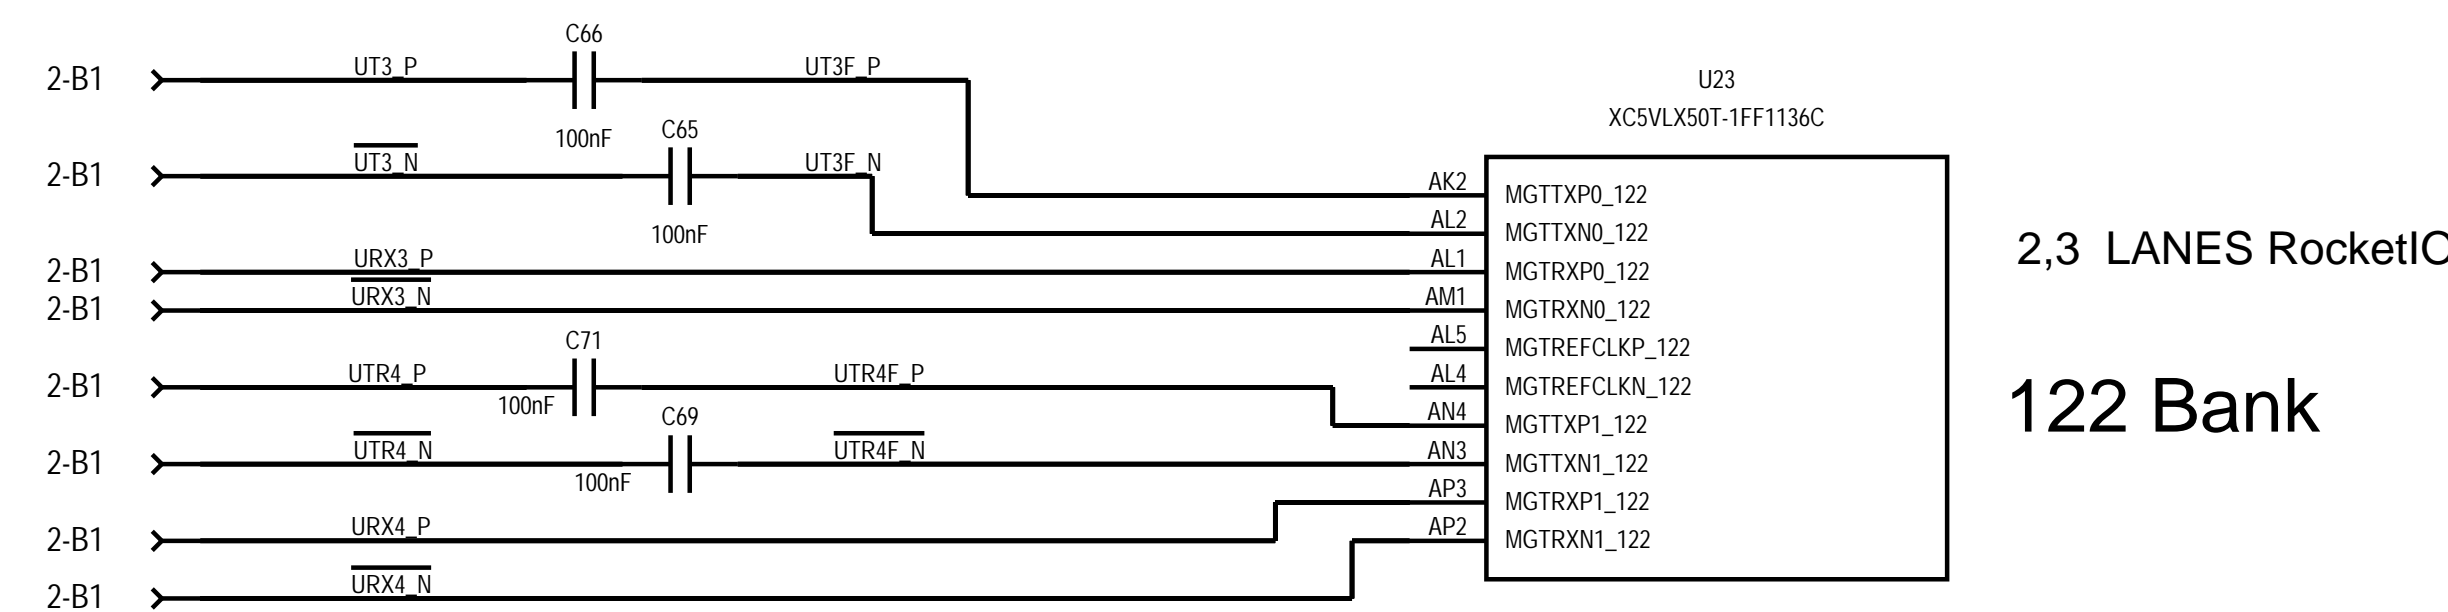 C66
2-B1 UT3_P UT3F_P
100nF
U23
XC5VLX50T-1FF1136C
C65
2-B1 UT3_N UT3F_N
100nF
AK2 MGTTXP0_122
AL2 MGTTXN0_122
2-B1 URX3_P AL1 MGTRXP0_122
2-B1 URX3_N AM1 MGTRXN0_122
AL5 MGTREFCLKP_122
C71
2-B1 UTR4_P UTR4F_P AL4 MGTREFCLKN_122
100nF
AN4 MGTTXP1_122
C69
2-B1 UTR4_N UTR4F_N AN3 MGTTXN1_122
100nF
AP3 MGTRXP1_122
2-B1 URX4_P AP2 MGTRXN1_122
2-B1 URX4_N
2,3 LANES RocketIO
122 Bank